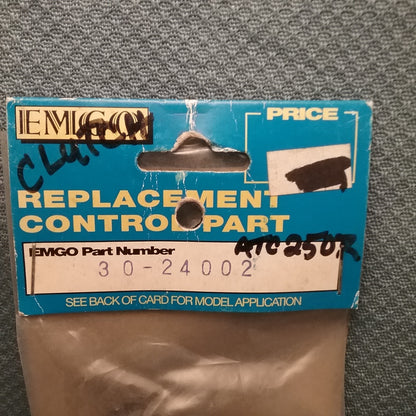 EMGO
CLUTCH
PRICE
REPLACEMENT
CONTROL PART
EMGO Part Number
ATC 250R
30-24002
SEE BACK OF CARD FOR MODEL APPLICATION